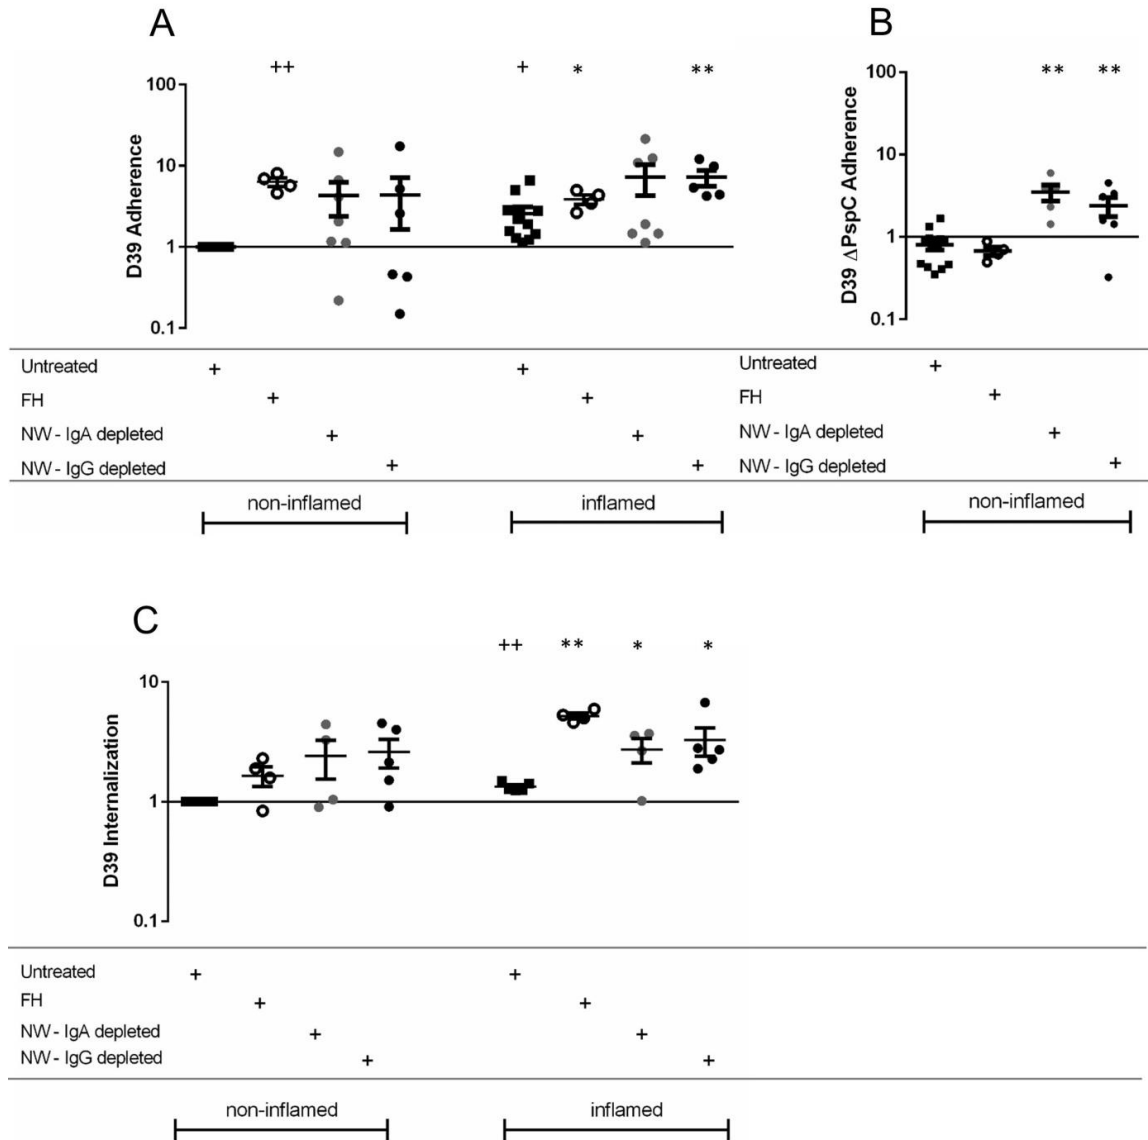 A
++ + * **
D39 Adherence
100
10
1
0.1
Untreated + +
FH + +
NW - IgA depleted + +
NW - IgG depleted + +
non-inflamed inflamed
B
** **
D39 ΔPspC Adherence
100
10
1
0.1
Untreated +
FH +
NW - IgA depleted +
NW - IgG depleted +
non-inflamed
C
++ ** * *
D39 Internalization
10
1
0.1
Untreated + +
FH + +
NW - IgA depleted + +
NW - IgG depleted + +
non-inflamed inflamed